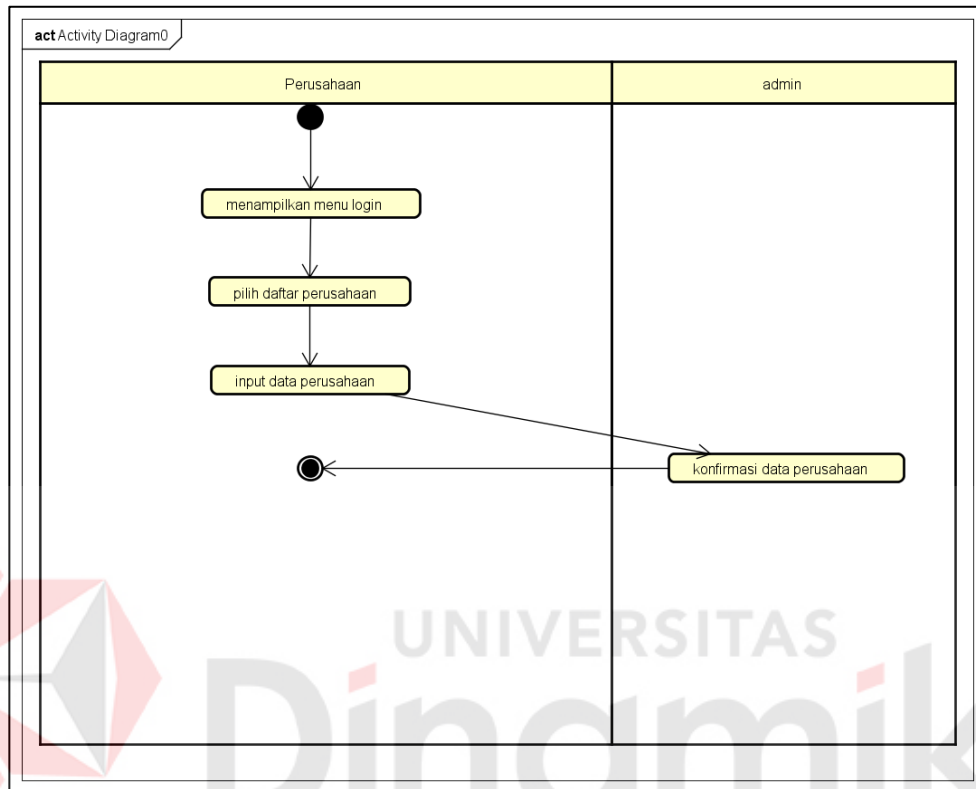 act Activity Diagram0
Perusahaan
admin
menampilkan menu login
pilih daftar perusahaan
input data perusahaan
konfirmasi data perusahaan
UNIVERSITAS
Dinamik